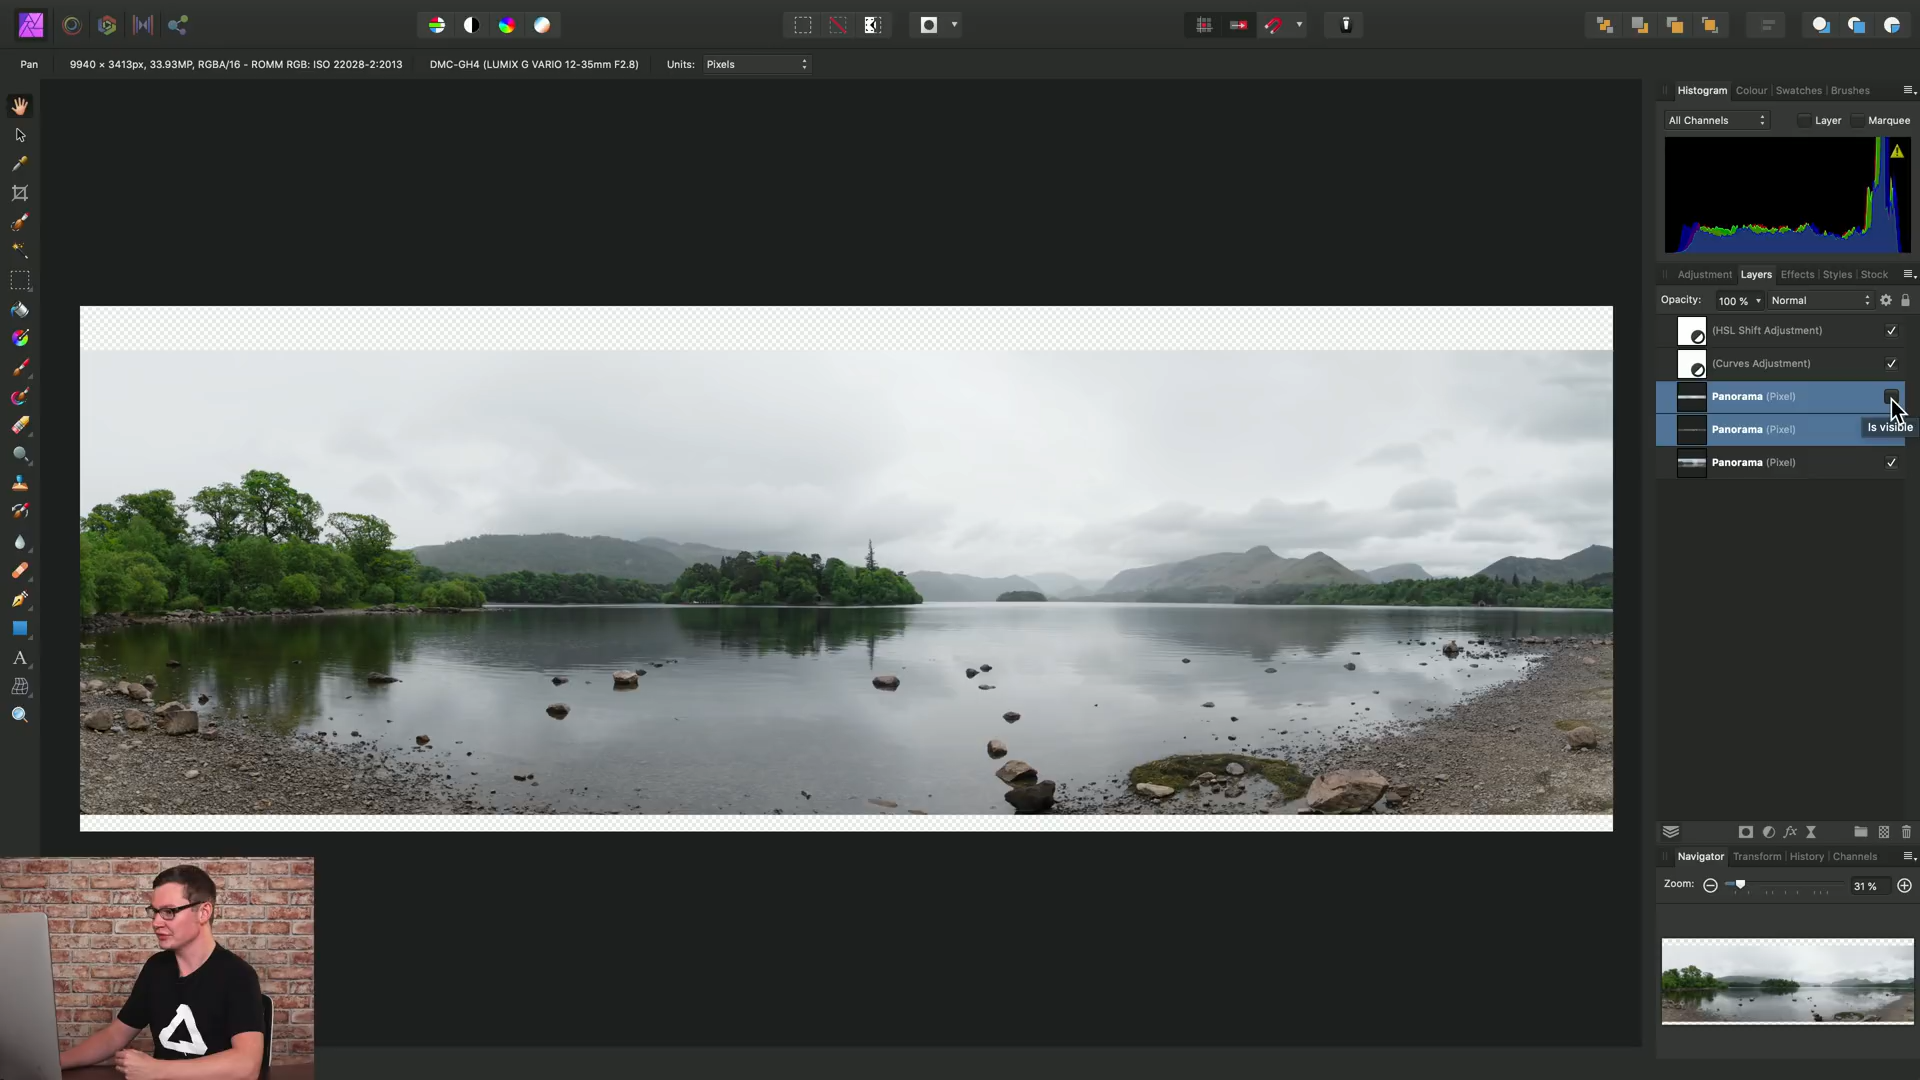 Pan
9940 × 3413px, 33.93MP, RGBA/16 - ROMM RGB: ISO 22028-2:2013
DMC-GH4 (LUMIX G VARIO 12-35mm F2.8)
Units:
Pixels
Histogram
Colour
Swatches
Brushes
All Channels
Layer
Marquee
Adjustment
Layers
Effects
Styles
Stock
Opacity:
100 %
Normal
(HSL Shift Adjustment)
(Curves Adjustment)
Panorama (Pixel)
Panorama (Pixel)
Is visible
Panorama (Pixel)
fx
Navigator
Transform
History
Channels
Zoom:
31 %
A